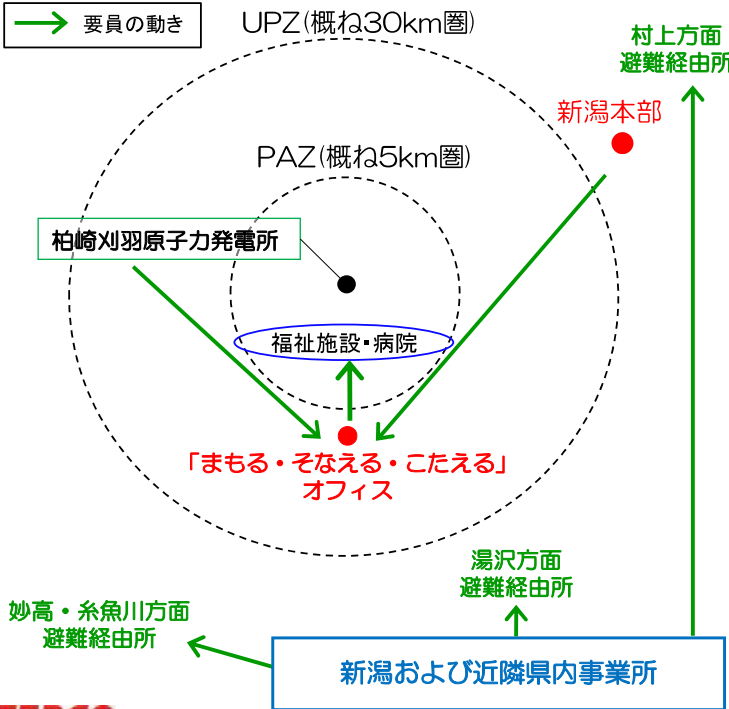 要員の動き
UPZ(概ね30km圏)
村上方面
避難経由所
新潟本部
PAZ(概ね5km圏)
柏崎刈羽原子力発電所
福祉施設・病院
「まもる・そなえる・こたえる」
オフィス
湯沢方面
避難経由所
妙高・糸魚川方面
避難経由所
新潟および近隣県内事業所